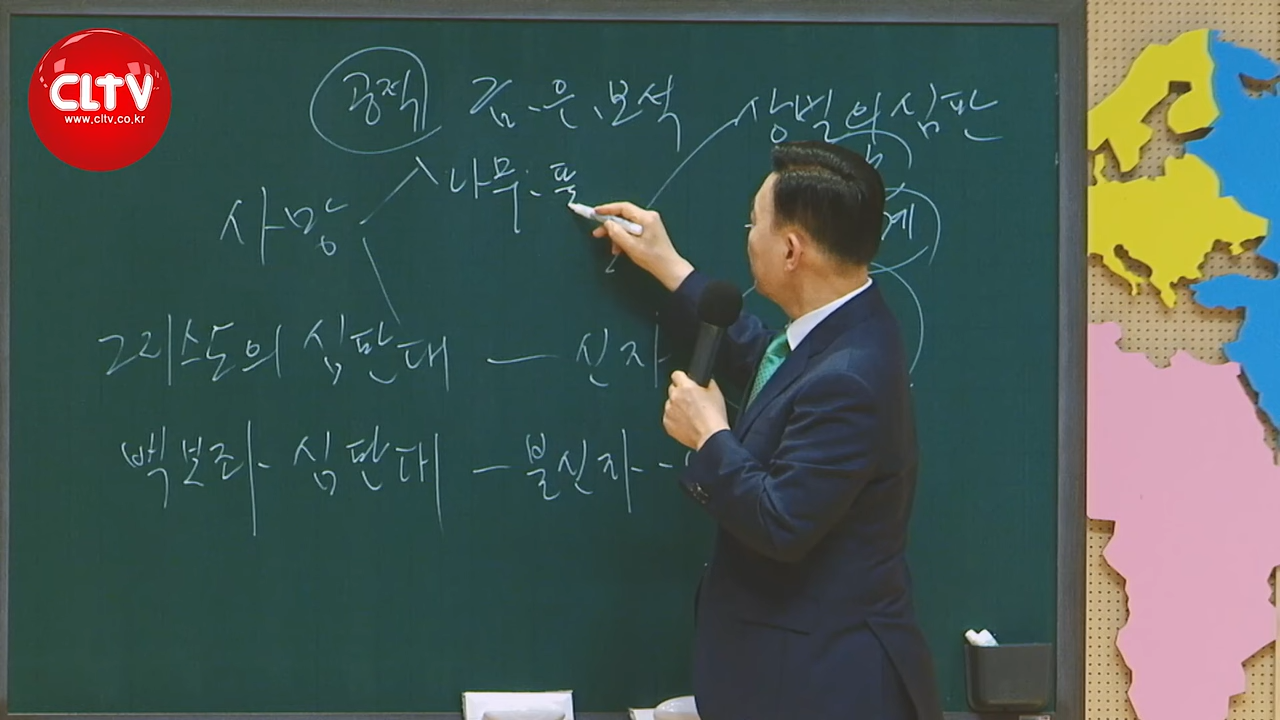 CLTV
www.cltv.co.kr
공적 금.은.보석 상벌의심판
나무.풀
계
사망
그리스도의 심판대 — 신자
백보좌 심판대 — 불신자 -